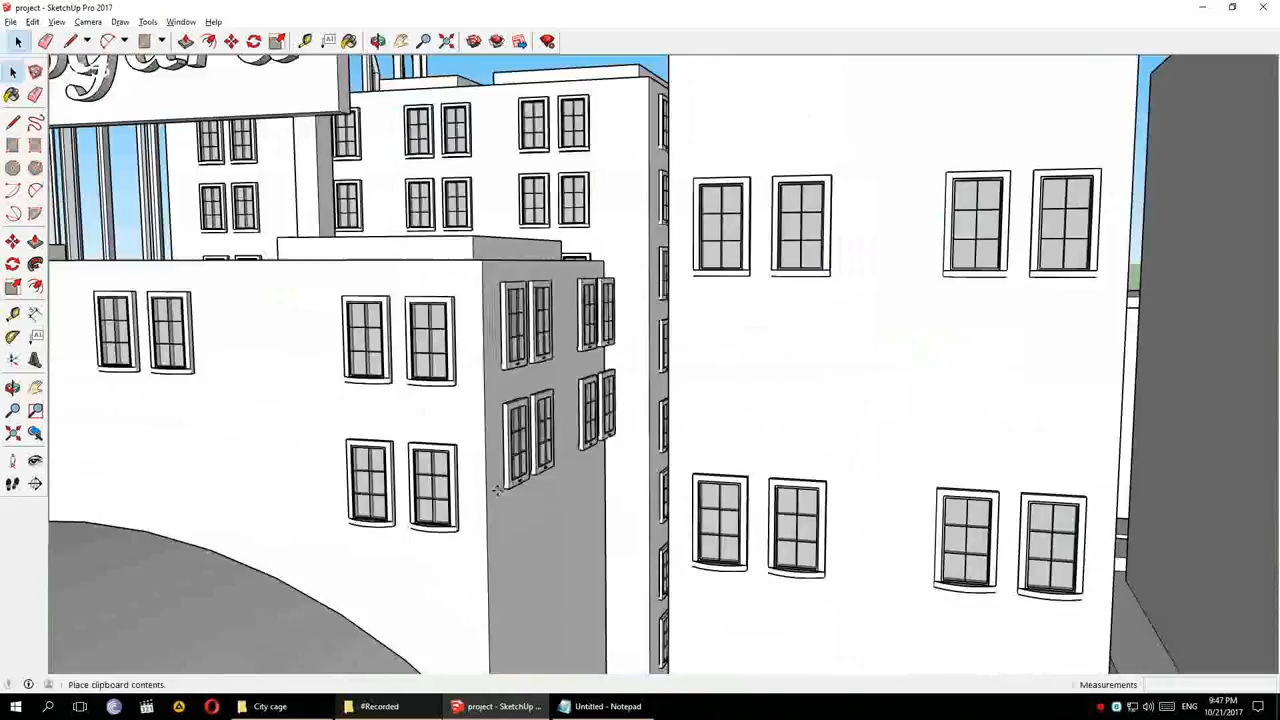 project - SketchUp Pro 2017
File Edit View Camera Draw Tools Window Help
Place clipboard contents.
Measurements
City cage
#Recorded
project - SketchUp ...
Untitled - Notepad
ENG
9:47 PM
10/21/2017